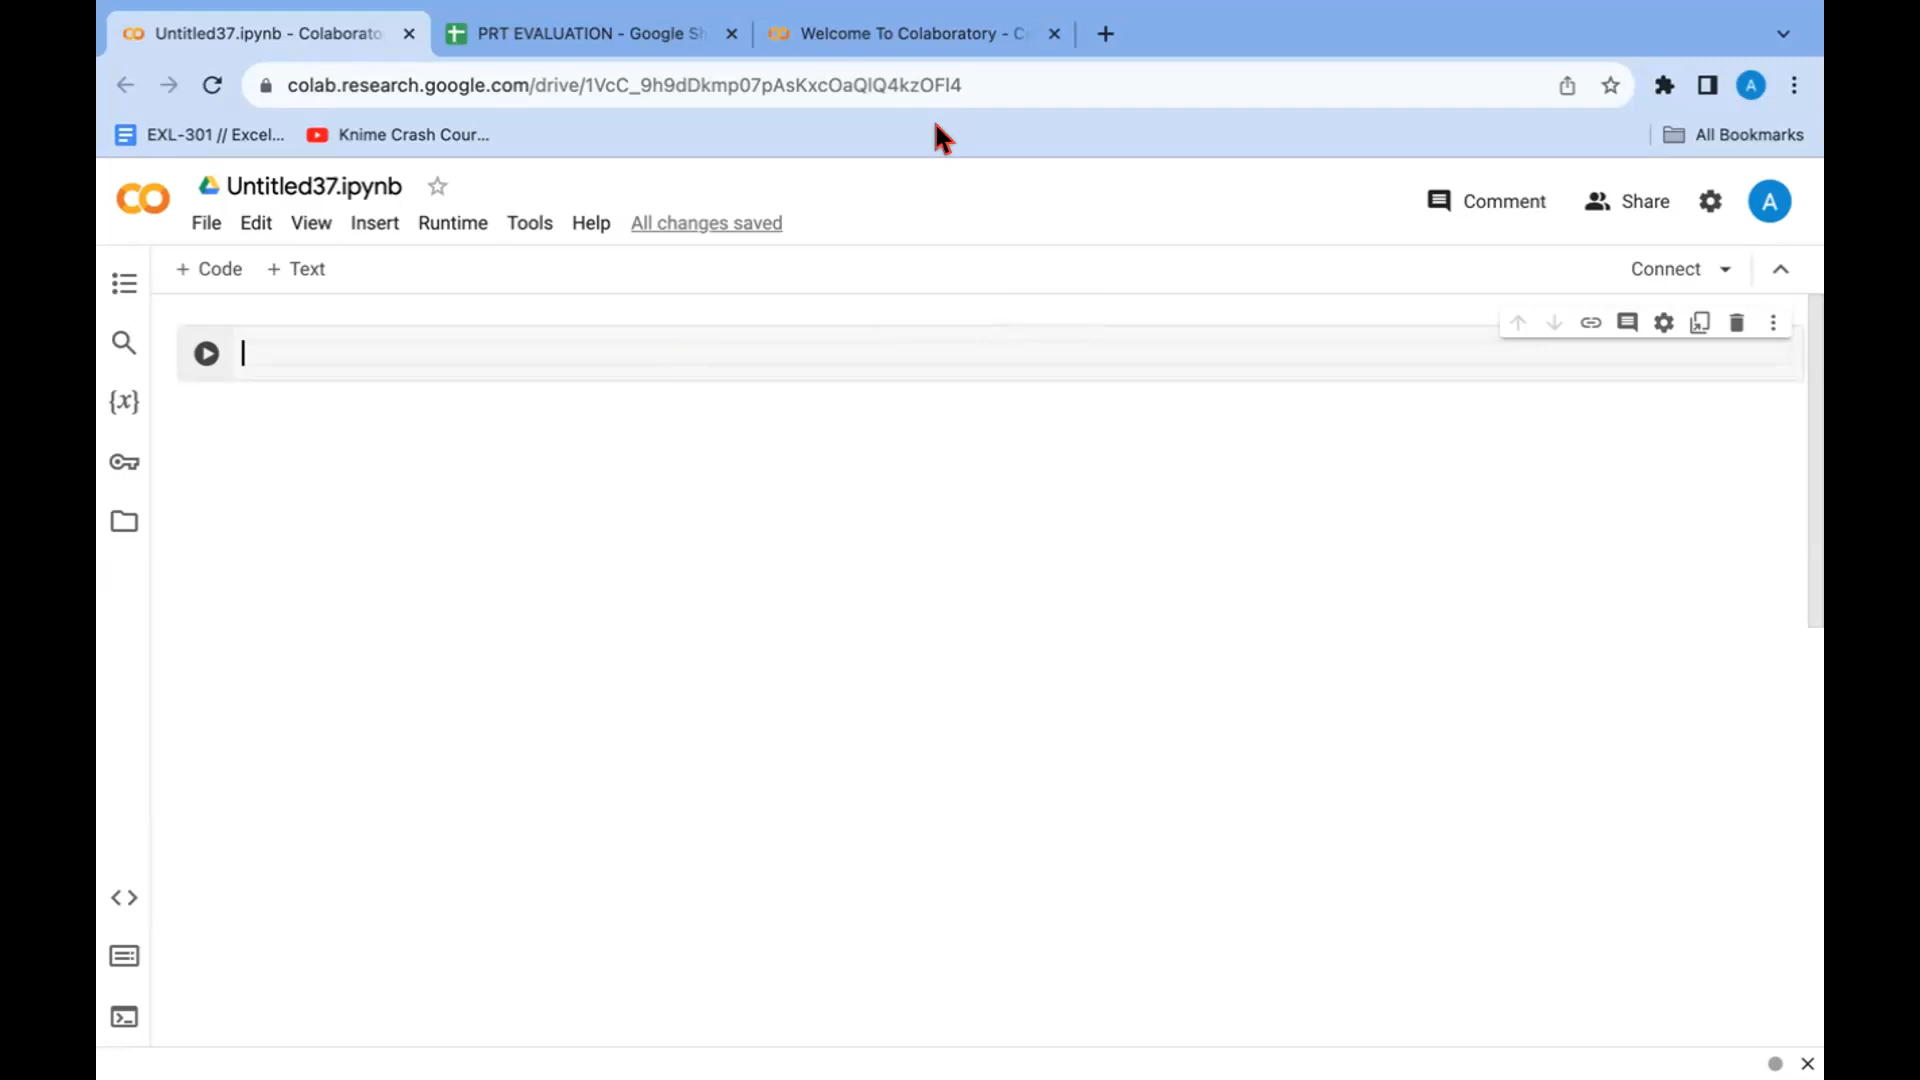 Untitled37.ipynb - Colaborato
PRT EVALUATION - Google Sh
Welcome To Colaboratory - C
colab.research.google.com/drive/1VcC_9h9dDkmp07pAsKxcOaQlQ4kzOFl4
EXL-301 // Excel...
Knime Crash Cour...
All Bookmarks
CO
Untitled37.ipynb
Comment
Share
A
File Edit View Insert Runtime Tools Help All changes saved
+ Code + Text
Connect
{x}